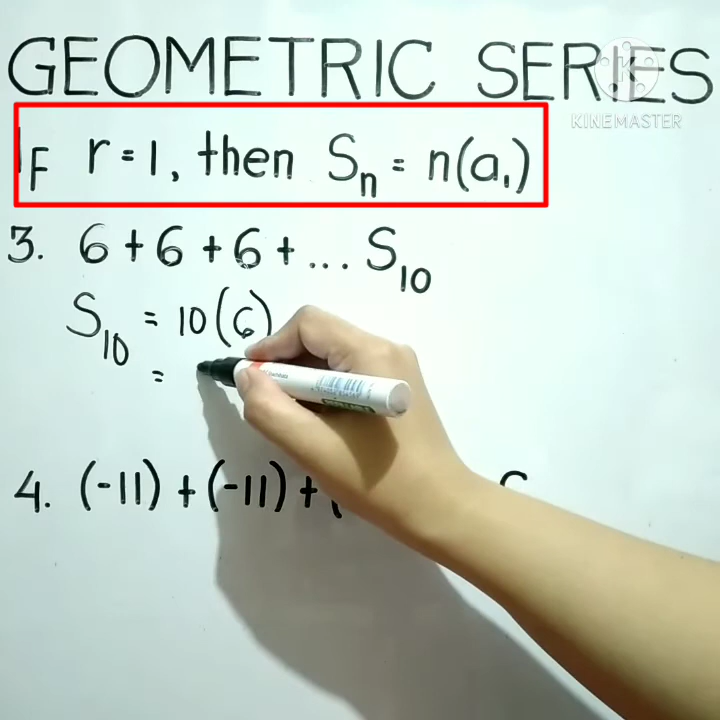 GEOMETRIC SERIES
KINEMASTER
IF r = 1, then Sn = n(a1)
3. 6 + 6 + 6 + ... S10
S10 = 10(6)
=
4. (-11) + (-11) + (